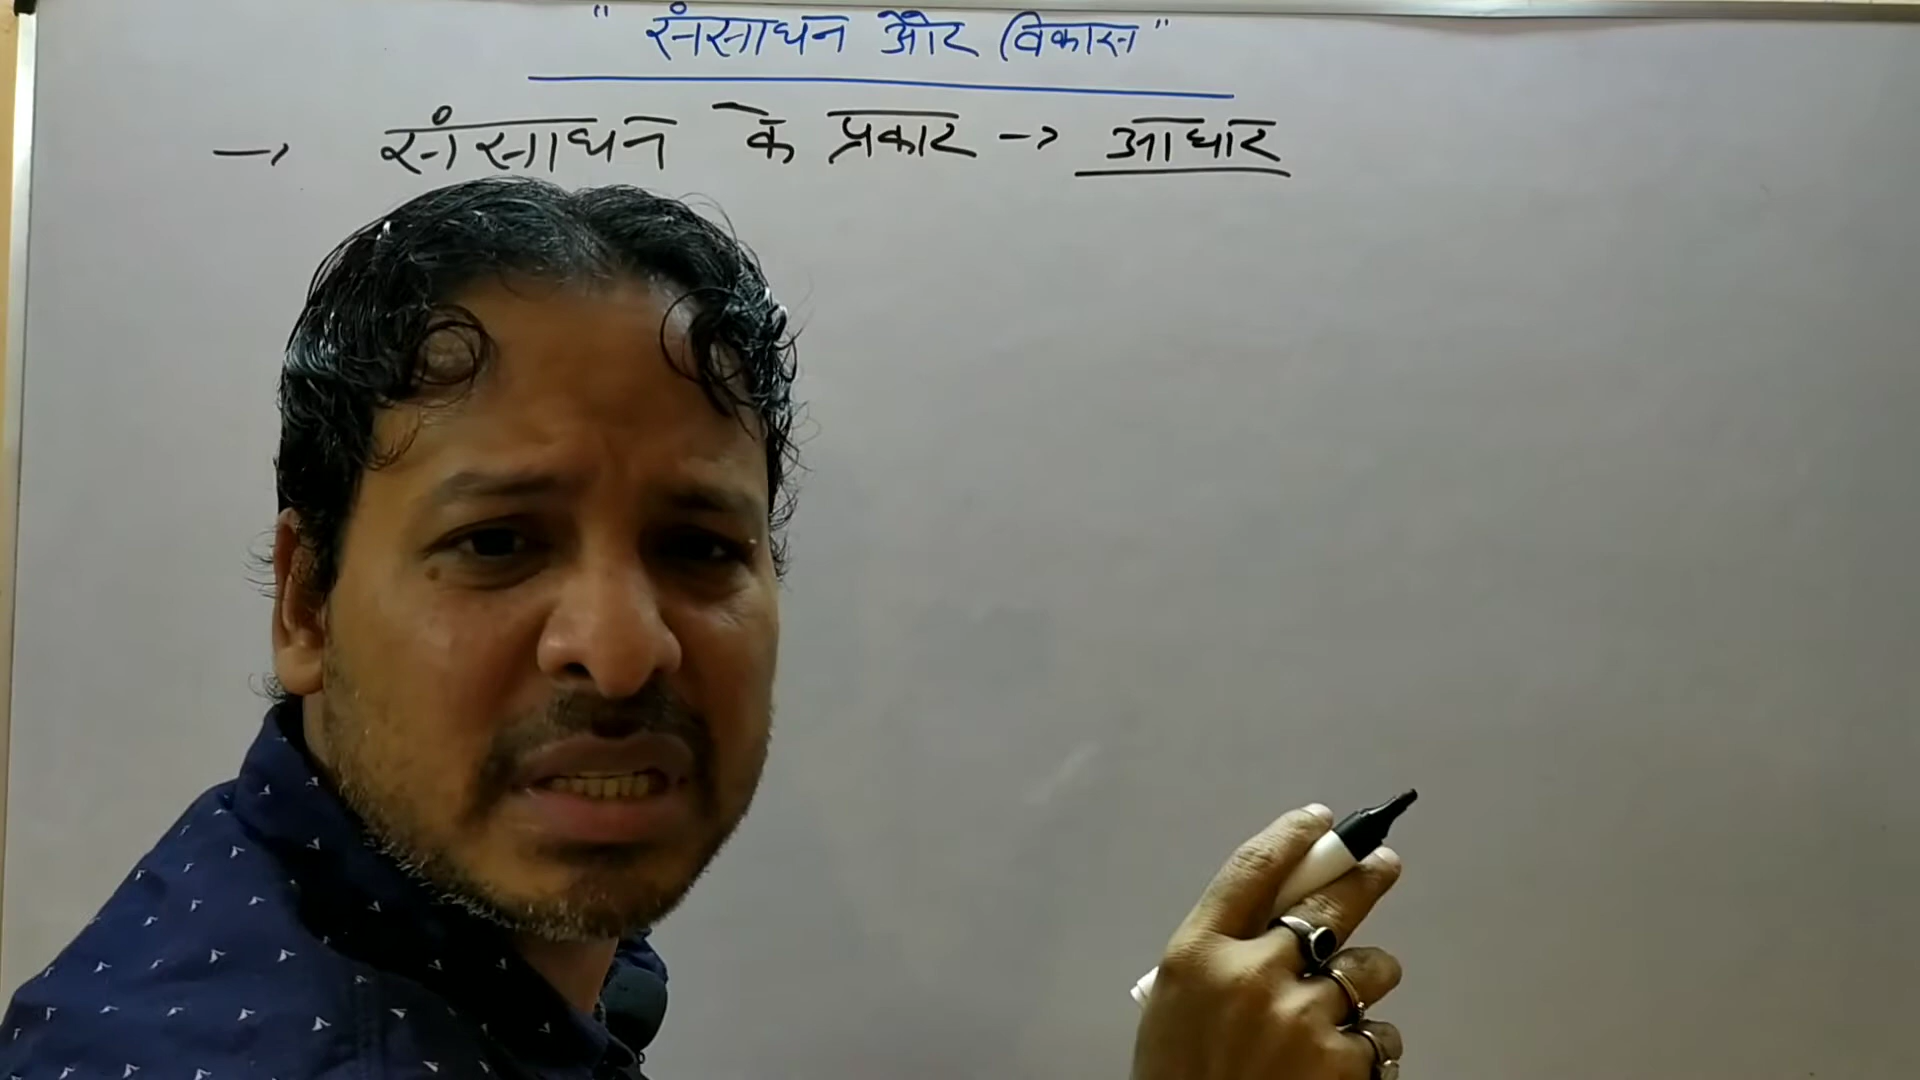 " संसाधन और विकास "
→ संसाधन के प्रकार → आधार